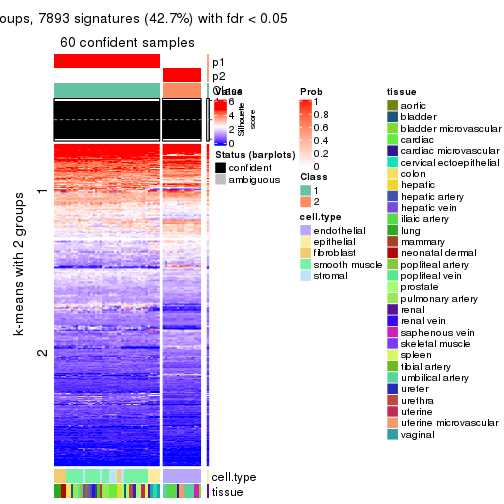 oups, 7893 signatures (42.7%) with fdr < 0.05
60 confident samples
p1
p2
Class
Silhouette
score
6
4
2
0
k-means with 2 groups
1
2
cell.type
tissue
Status (barplots)
confident
ambiguous
Prob
1
0.8
0.6
0.4
0.2
0
Class
1
2
cell.type
endothelial
epithelial
fibroblast
smooth muscle
stromal
tissue
aortic
bladder
bladder microvascular
cardiac
cardiac microvascular
cervical ectoepithelial
colon
hepatic
hepatic artery
hepatic vein
iliaic artery
lung
mammary
neonatal dermal
popliteal artery
popliteal vein
prostate
pulmonary artery
renal
renal vein
saphenous vein
skeletal muscle
spleen
tibial artery
umbilical artery
ureter
urethra
uterine
uterine microvascular
vaginal